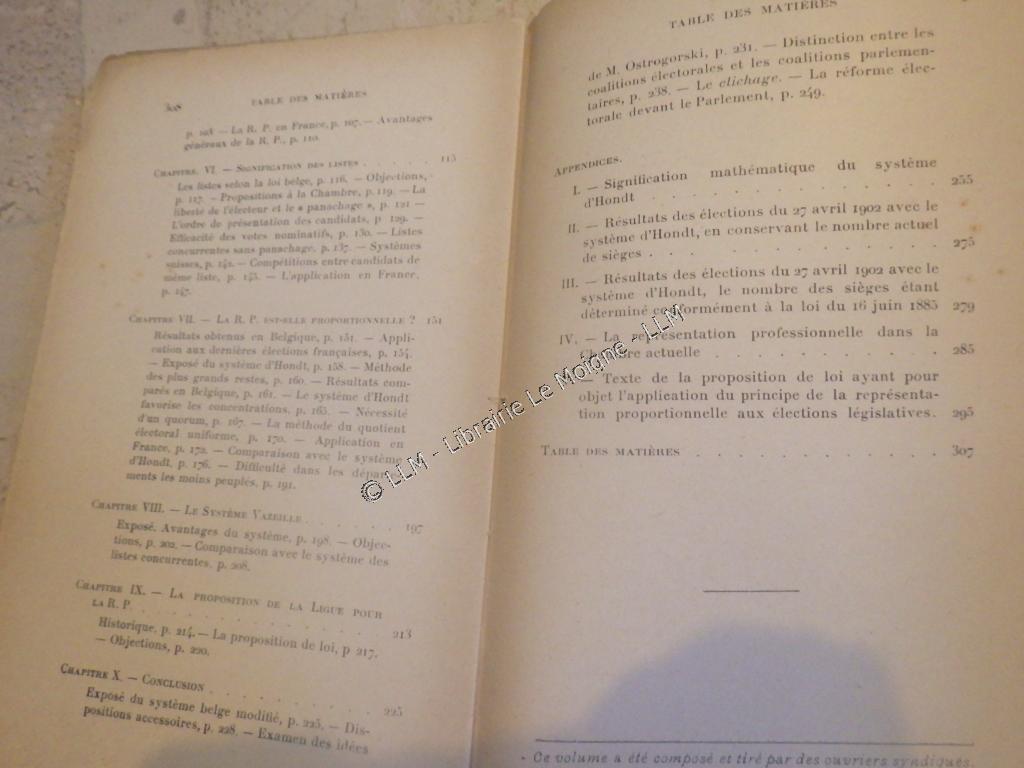 308 TABLE DES MATIÈRES
p. 103 — La R. P. en France, p. 107. — Avantages
généraux de la R. P., p. 110.
CHAPITRE VI. — SIGNIFICATION DES LISTES . . . . . . 115
Les listes selon la loi belge, p. 116. — Objections,
p. 117. — Propositions à la Chambre, p. 119. — La
liberté de l'électeur et le « panachage », p. 121 —
L'ordre de présentation des candidats, p 129. —
Efficacité des votes nominatifs, p. 130. — Listes
concurrentes sans panachage, p. 137. — Systèmes
suisses, p. 142. — Compétitions entre candidats de
même liste, p. 145. — L'application en France,
p. 147.
CHAPITRE VII. — LA R. P. EST-ELLE PROPORTIONNELLE ? 151
Résultats obtenus en Belgique, p. 151. — Appli-
cation aux dernières élections françaises, p. 154.
— Exposé du système d'Hondt, p. 158. — Méthode
des plus grands restes, p. 160. — Résultats com-
parés en Belgique, p. 161. — Le système d'Hondt
favorise les concentrations, p. 165. — Nécessité
d'un quorum, p. 167. — La méthode du quotient
électoral uniforme, p. 170. — Application en
France, p. 172. — Comparaison avec le système
d'Hondt, p. 176. — Difficulté dans les départe-
ments les moins peuplés, p. 191.
CHAPITRE VIII. — LE SYSTÈME VAZEILLE . . . . . . . 197
Exposé. Avantages du système, p. 198. — Objec-
tions, p. 202. — Comparaison avec le système des
listes concurrentes, p. 208.
CHAPITRE IX. — LA PROPOSITION DE LA LIGUE POUR
LA R. P. . . . . . . . . . . . . . . . . 213
Historique, p. 214. — La proposition de loi, p 217.
— Objections, p. 220.
CHAPITRE X. — CONCLUSION . . . . . . . . . . . 225
Exposé du système belge modifié, p. 225. — Dis-
positions accessoires, p. 228. — Examen des idées
TABLE DES MATIÈRES
de M. Ostrogorski, p. 231. — Distinction entre les
coalitions électorales et les coalitions parlemen-
taires, p. 238. — Le clichage. — La réforme élec-
torale devant le Parlement, p. 249.
APPENDICES.
I. — Signification mathématique du système
d'Hondt . . . . . . . . . . . . . . . 255
II. — Résultats des élections du 27 avril 1902 avec le
système d'Hondt, en conservant le nombre actuel
de sièges . . . . . . . . . . . . . . . 275
III. — Résultats des élections du 27 avril 1902 avec le
système d'Hondt, le nombre des sièges étant
déterminé conformément à la loi du 16 juin 1885 279
IV. — La représentation professionnelle dans la
Chambre actuelle . . . . . . . . . . . . 285
— Texte de la proposition de loi ayant pour
objet l'application du principe de la représenta-
tion proportionnelle aux élections législatives. 295
TABLE DES MATIÈRES . . . . . . . . . . . . . 307
Ce volume a été composé et tiré par des ouvriers syndiqués.
© LLM - Librairie Le Moigne - LLM